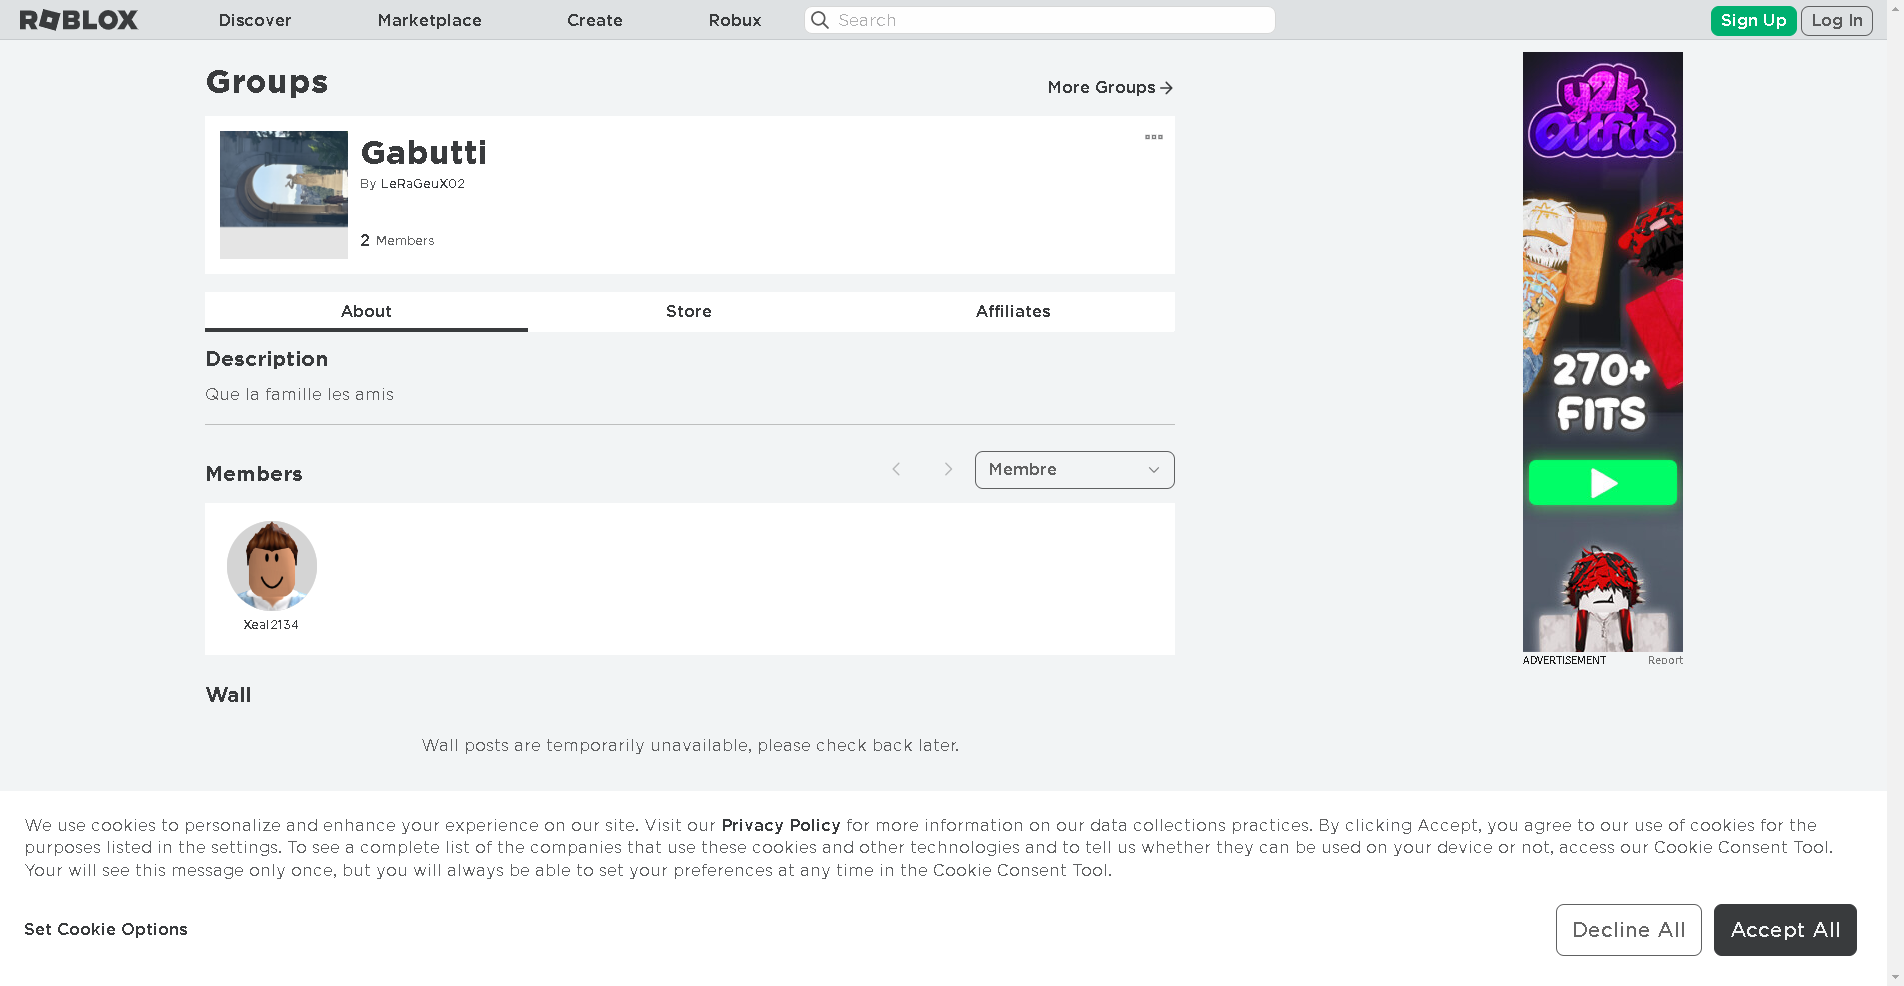 ROBLOX
Discover
Marketplace
Create
Robux
Search
Sign Up
Log In
Groups
More Groups
Gabutti
By LeRaGeuX02
2 Members
About
Store
Affiliates
Description
Que la famille les amis
Members
Membre
Xeal2134
Wall
Wall posts are temporarily unavailable, please check back later.
y2k
Outfits
270+
FITS
ADVERTISEMENT
Report
We use cookies to personalize and enhance your experience on our site. Visit our Privacy Policy for more information on our data collections practices. By clicking Accept, you agree to our use of cookies for the
purposes listed in the settings. To see a complete list of the companies that use these cookies and other technologies and to tell us whether they can be used on your device or not, access our Cookie Consent Tool.
Your will see this message only once, but you will always be able to set your preferences at any time in the Cookie Consent Tool.
Set Cookie Options
Decline All
Accept All